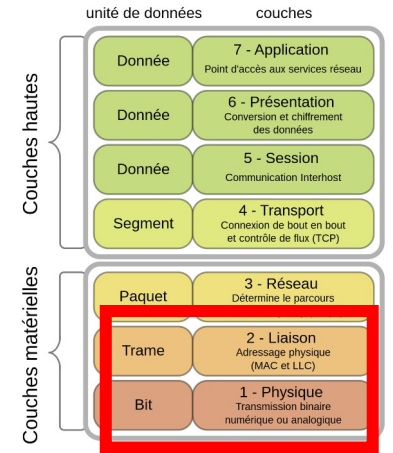 unité de données
couches
Couches hautes
Donnée
7 - Application
Point d'accès aux services réseau
Donnée
6 - Présentation
Conversion et chiffrement
des données
Donnée
5 - Session
Communication Interhost
Segment
4 - Transport
Connexion de bout en bout
et contrôle de flux (TCP)
Couches matérielles
Paquet
3 - Réseau
Détermine le parcours
Trame
2 - Liaison
Adressage physique
(MAC et LLC)
Bit
1 - Physique
Transmission binaire
numérique ou analogique